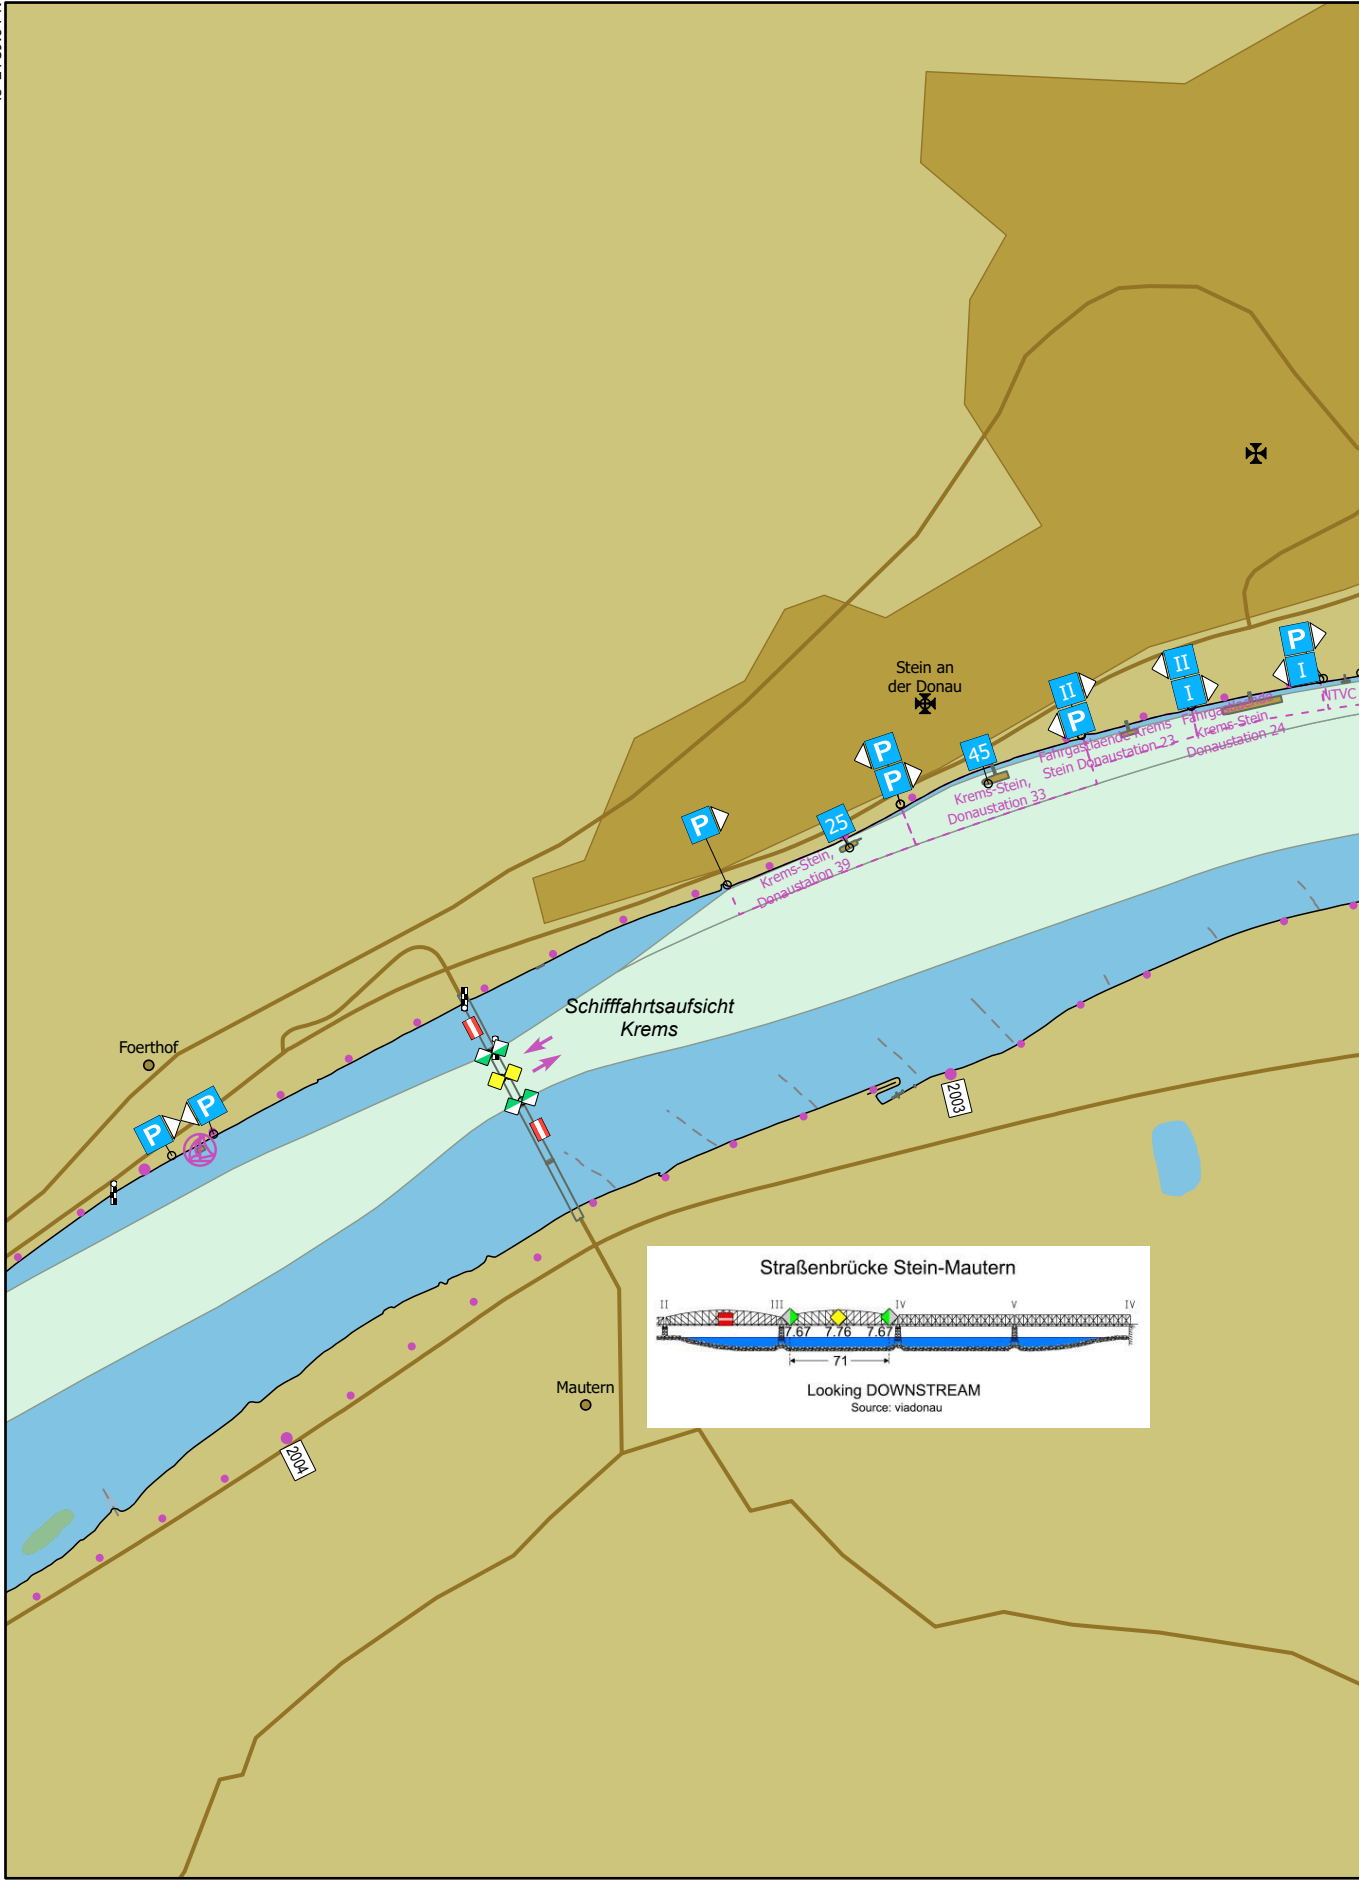 P
I
II
I
NTVC
Stein an
der Donau
II
P
Fahrgastlaende
Krems-Stein
Donaustation 24
Fahrgastlaende Krems
Stein Donaustation 23
P
P
45
Krems-Stein,
Donaustation 33
P
25
Krems-Stein,
Donaustation 39
Schifffahrtsaufsicht
Krems
Foerthof
P
P
2003
Straßenbrücke Stein-Mautern
II III IV V IV
7.67 7.76 7.67
71
Looking DOWNSTREAM
Source: viadonau
Mautern
2004